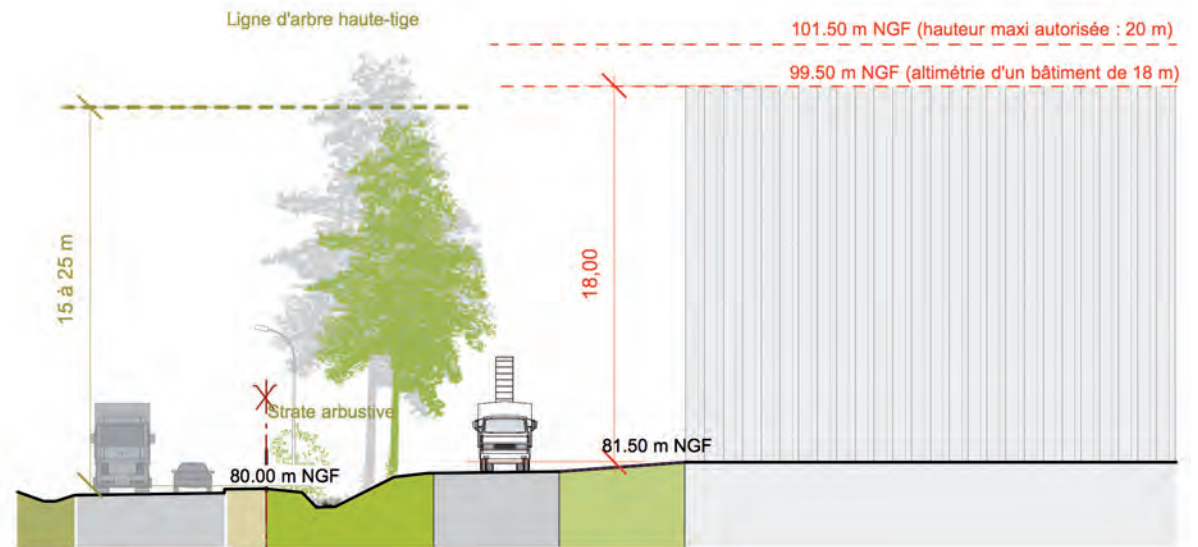 Ligne d'arbre haute-tige
101.50 m NGF (hauteur maxi autorisée : 20 m)
99.50 m NGF (altimétrie d'un bâtiment de 18 m)
15 à 25 m
18,00
Strate arbustive
81.50 m NGF
80.00 m NGF